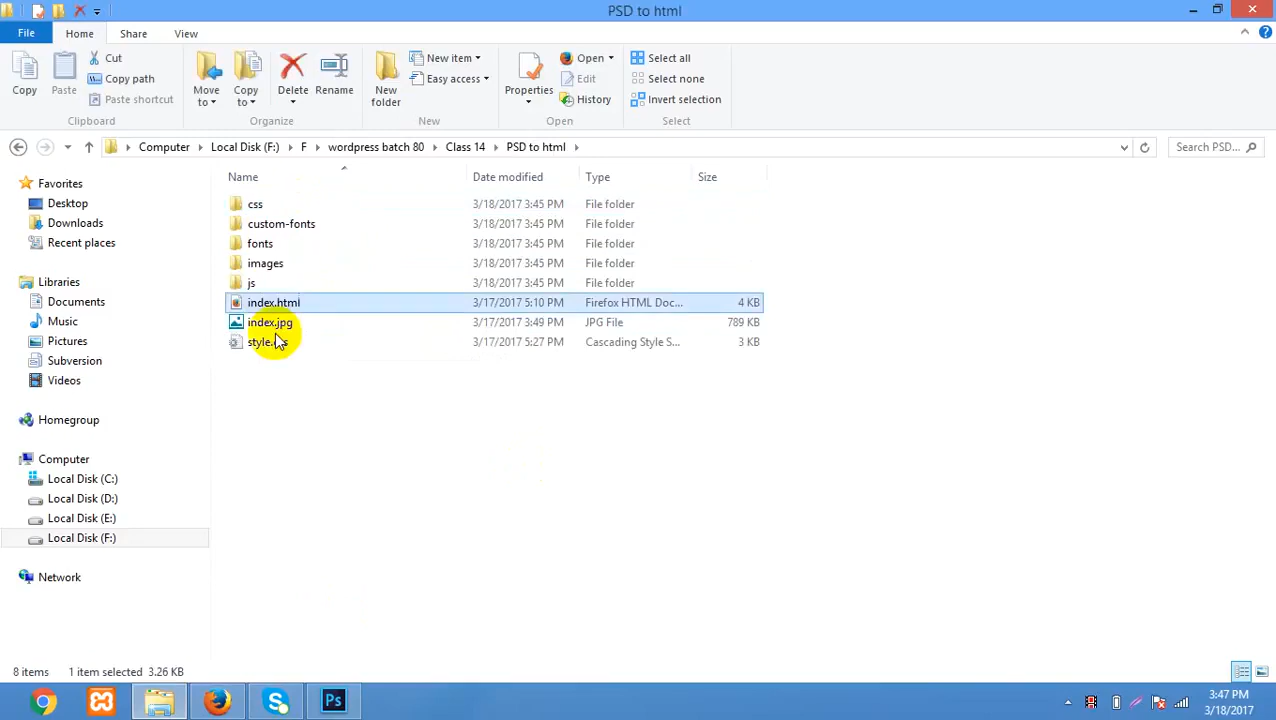 PSD to html
File Home Share View
Copy
Paste
Cut
Copy path
Paste shortcut
Move to
Copy to
Delete
Rename
New folder
New item
Easy access
Properties
Open
Edit
History
Select all
Select none
Invert selection
Clipboard Organize New Open Select
Computer Local Disk (F:) F wordpress batch 80 Class 14 PSD to html
Search PSD...
Favorites
Desktop
Downloads
Recent places
Libraries
Documents
Music
Pictures
Subversion
Videos
Homegroup
Computer
Local Disk (C:)
Local Disk (D:)
Local Disk (E:)
Local Disk (F:)
Network
Name Date modified Type Size
css 3/18/2017 3:45 PM File folder
custom-fonts 3/18/2017 3:45 PM File folder
fonts 3/18/2017 3:45 PM File folder
images 3/18/2017 3:45 PM File folder
js 3/18/2017 3:45 PM File folder
index.html 3/17/2017 5:10 PM Firefox HTML Doc... 4 KB
index.jpg 3/17/2017 3:49 PM JPG File 789 KB
3/17/2017 5:27 PM Cascading Style S... 3 KB
8 items 1 item selected 3.26 KB
Ps
3:47 PM
3/18/2017